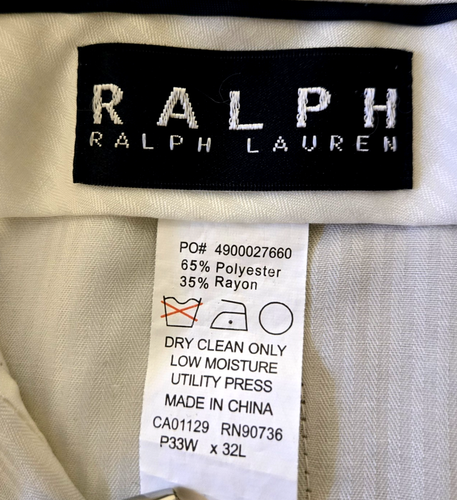 RALPH
RALPH LAUREN
PO# 4900027660
65% Polyester
35% Rayon
DRY CLEAN ONLY
LOW MOISTURE
UTILITY PRESS
MADE IN CHINA
CA01129 RN90736
P33W x 32L